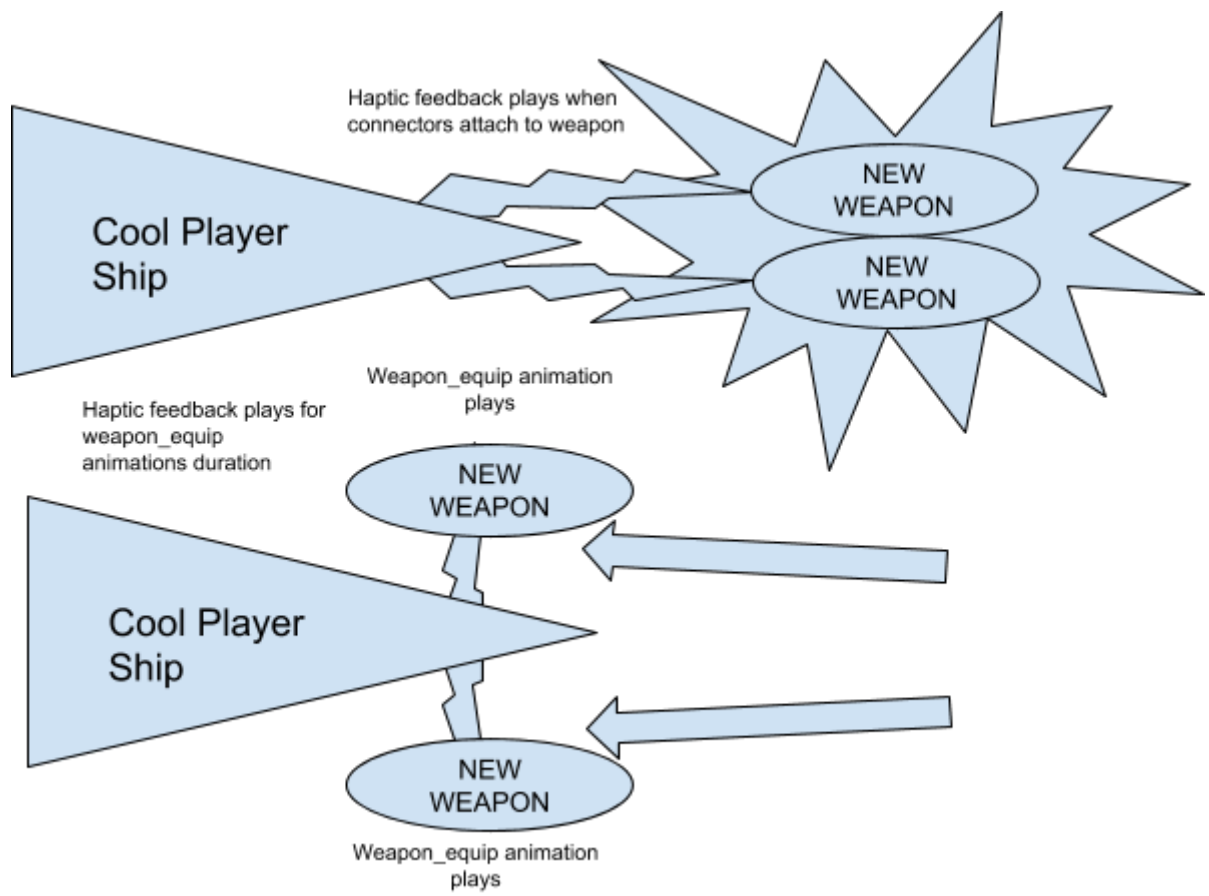 Haptic feedback plays when
connectors attach to weapon
NEW
WEAPON
Cool Player
Ship
NEW
WEAPON
Weapon_equip animation
plays
Haptic feedback plays for
weapon_equip
animations duration
NEW
WEAPON
Cool Player
Ship
NEW
WEAPON
Weapon_equip animation
plays